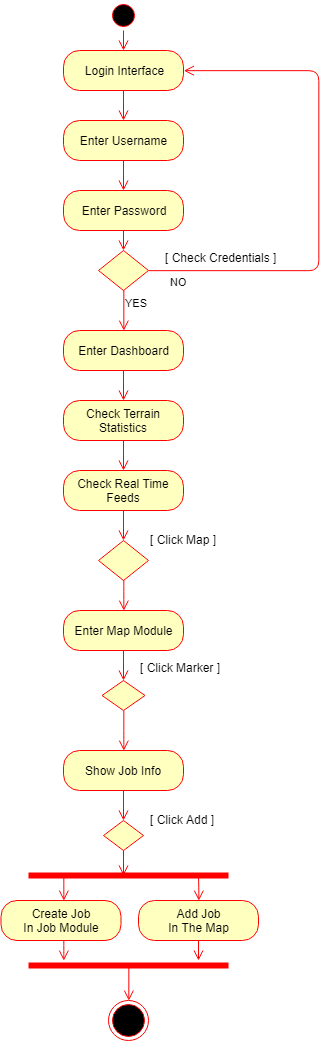 Login Interface
Enter Username
Enter Password
[ Check Credentials ]
NO
YES
Enter Dashboard
Check Terrain
Statistics
Check Real Time
Feeds
[ Click Map ]
Enter Map Module
[ Click Marker ]
Show Job Info
[ Click Add ]
Create Job
In Job Module
Add Job
In The Map